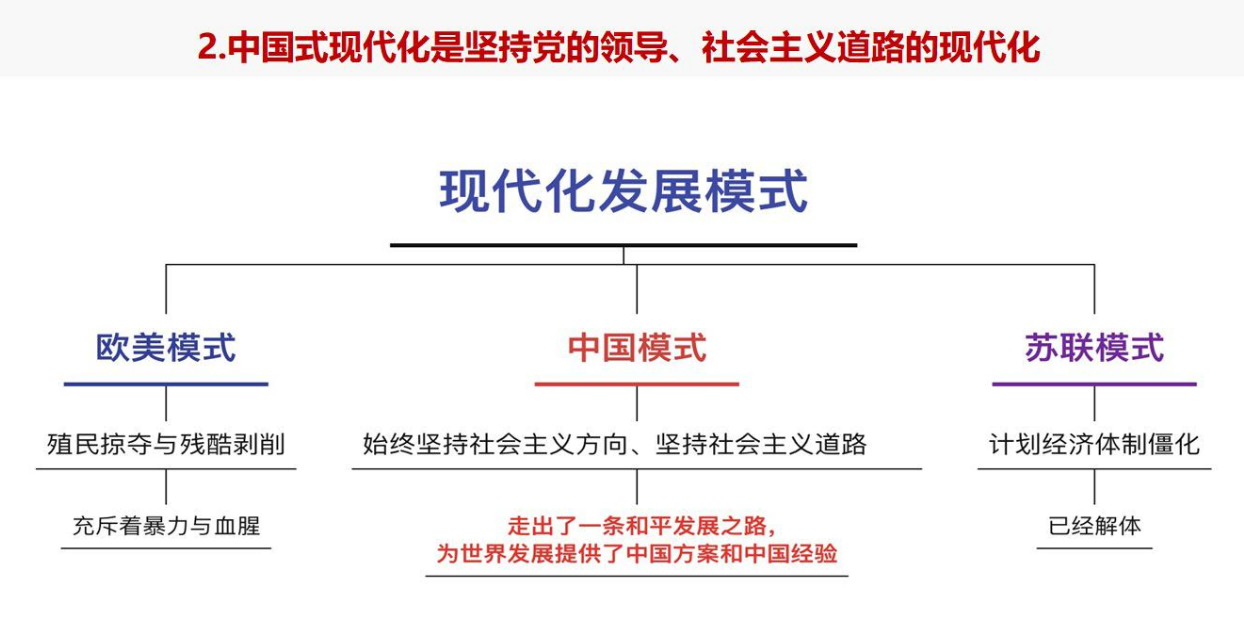 2.中国式现代化是坚持党的领导、社会主义道路的现代化
现代化发展模式
欧美模式
中国模式
苏联模式
殖民掠夺与残酷剥削
始终坚持社会主义方向、坚持社会主义道路
计划经济体制僵化
充斥着暴力与血腥
走出了一条和平发展之路,
为世界发展提供了中国方案和中国经验
已经解体